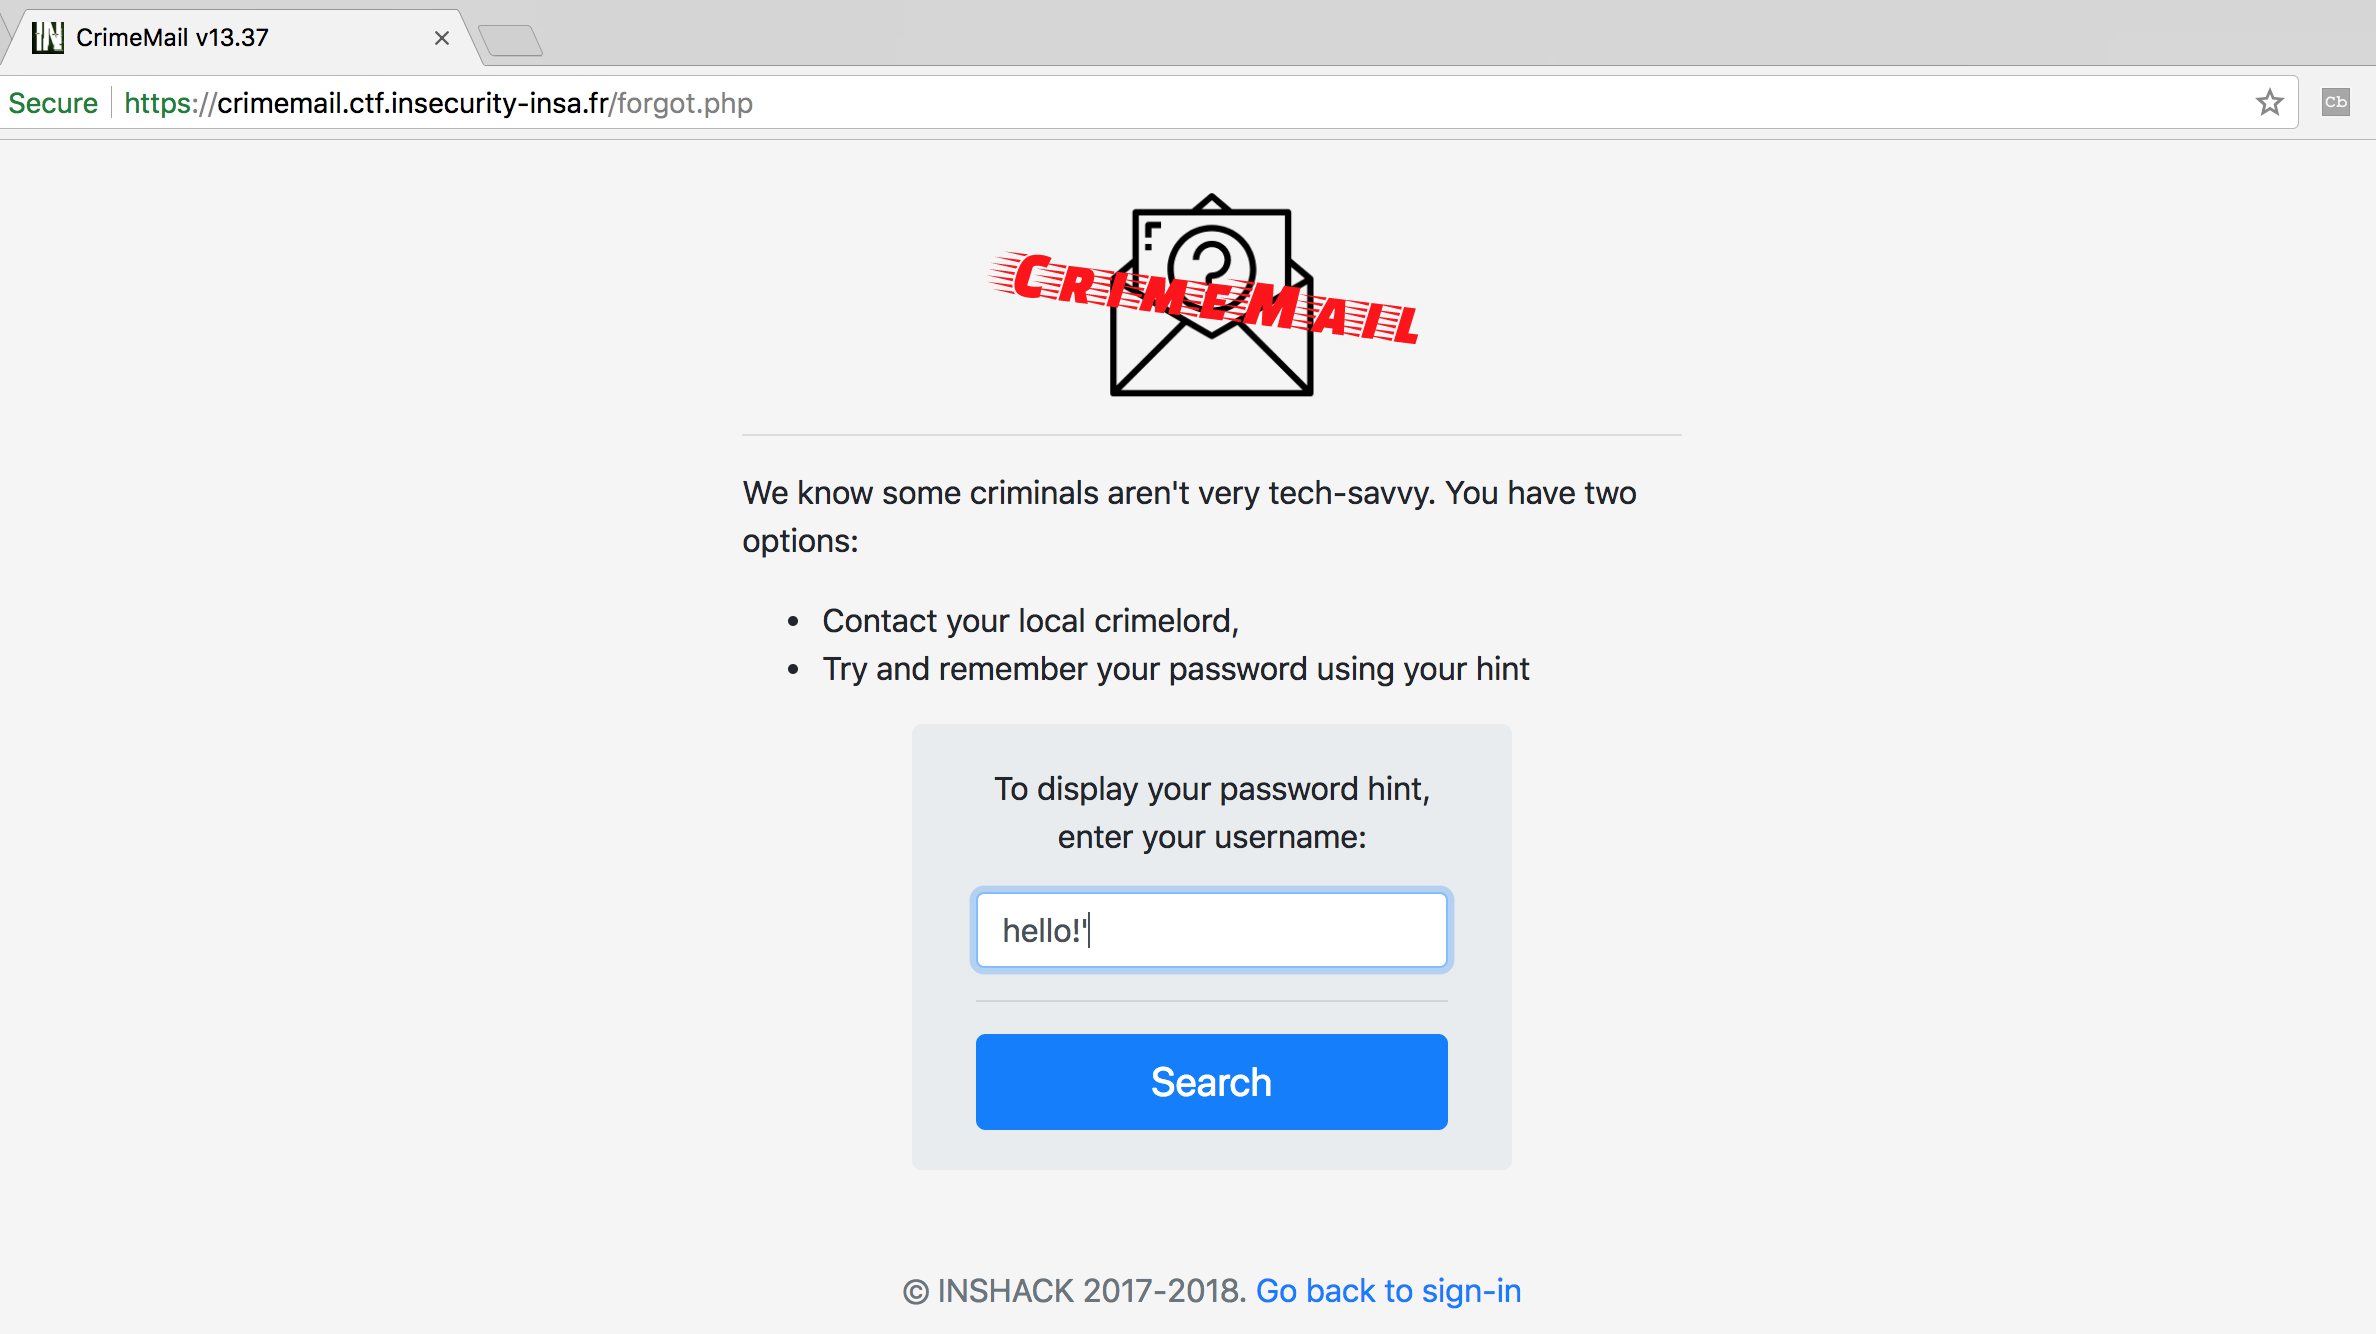 IN CrimeMail v13.37
Secure https://crimemail.ctf.insecurity-insa.fr/forgot.php Cb
CRIMEMAIL
We know some criminals aren't very tech-savvy. You have two
options:
• Contact your local crimelord,
• Try and remember your password using your hint
To display your password hint,
enter your username:
hello!'
Search
© INSHACK 2017-2018. Go back to sign-in